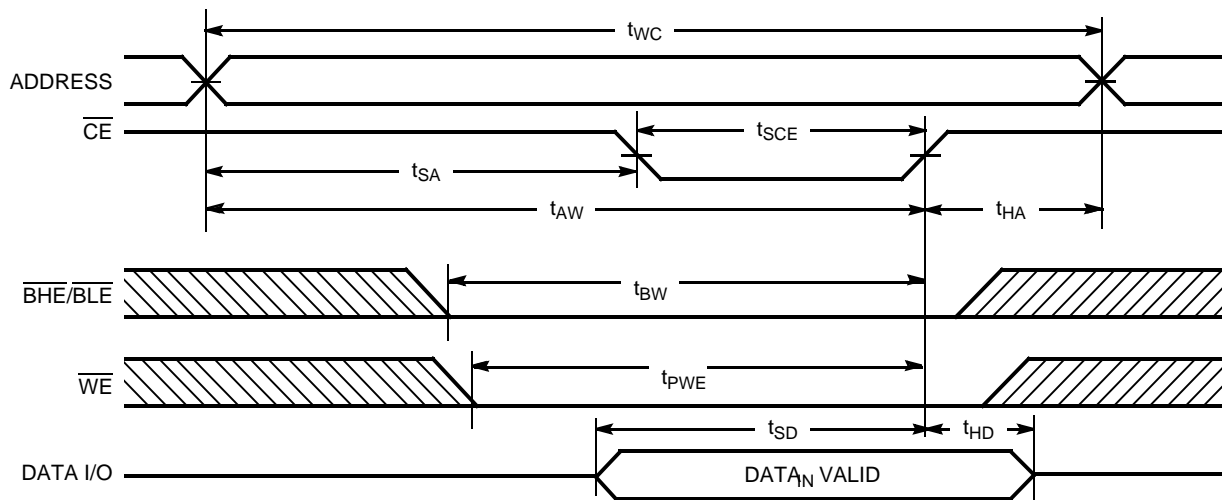 tWC
ADDRESS
CE
tSCE
tSA
tAW
tHA
BHE/BLE
tBW
WE
tPWE
tSD
tHD
DATA I/O
DATAIN VALID